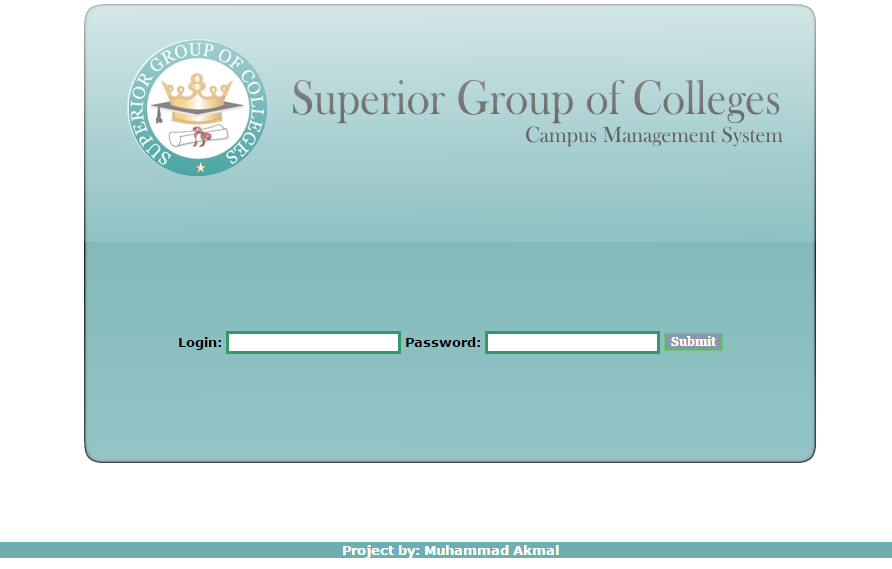 SUPERIOR GROUP OF COLLEGES
Superior Group of Colleges
Campus Management System
Login: Password: Submit
Project by: Muhammad Akmal